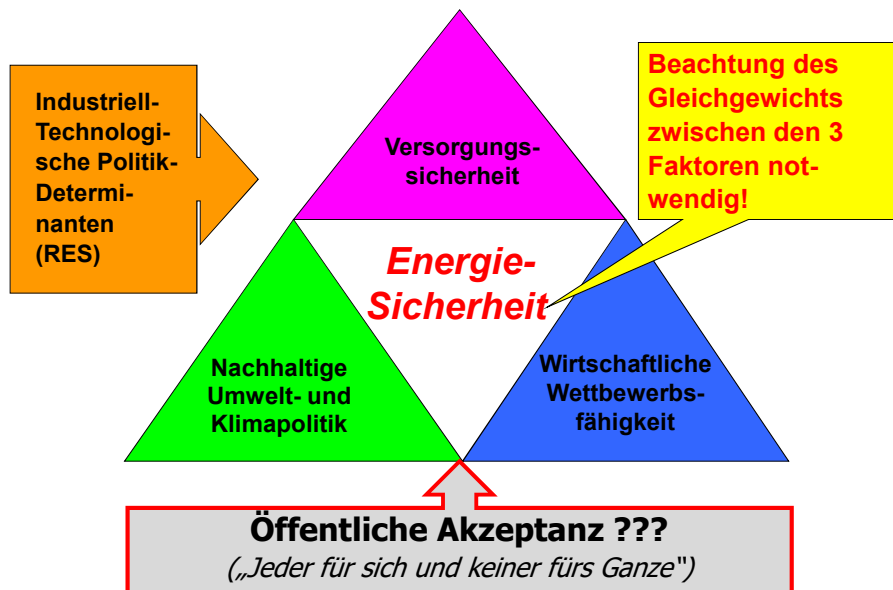 Industriell-
Technologi-
sche Politik-
Determi-
nanten
(RES)
Versorgungs-
sicherheit
Beachtung des
Gleichgewichts
zwischen den 3
Faktoren not-
wendig!
Energie-
Sicherheit
Nachhaltige
Umwelt- und
Klimapolitik
Wirtschaftliche
Wettbewerbs-
fähigkeit
Öffentliche Akzeptanz ???
(„Jeder für sich und keiner fürs Ganze")